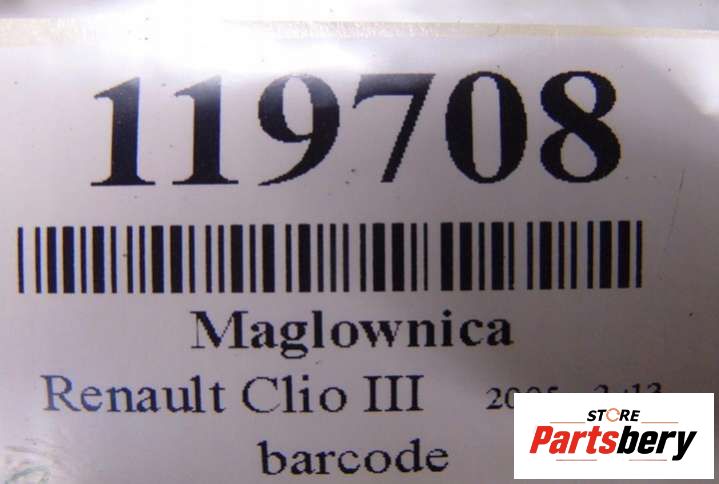 119708
Maglownica
Renault Clio III
barcode
STORE
Partsbery